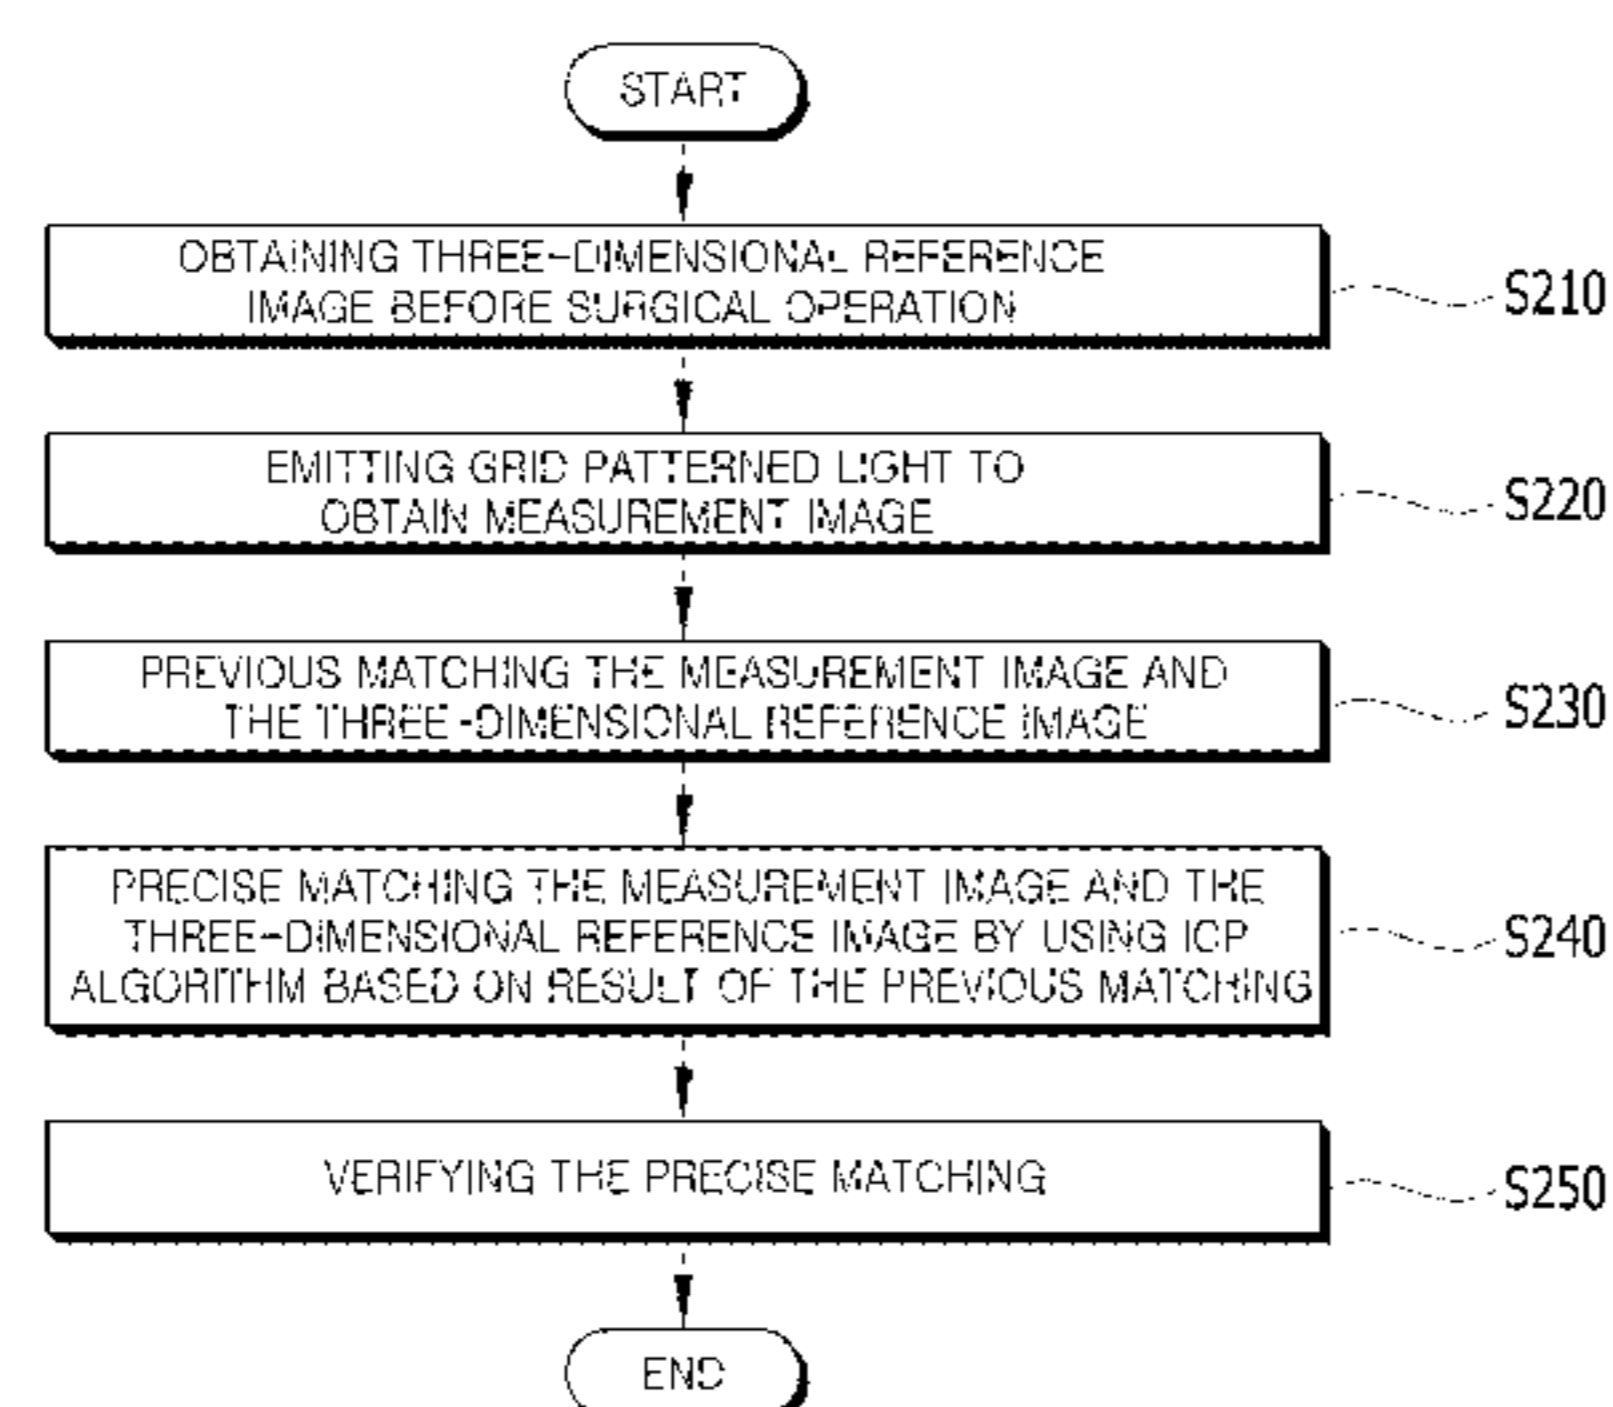 START
OBTAINING THREE-DIMENSIONAL REFERENCE
IMAGE BEFORE SURGICAL OPERATION
S210
EMITTING GRID PATTERNED LIGHT TO
OBTAIN MEASUREMENT IMAGE
S220
PREVIOUS MATCHING THE MEASUREMENT IMAGE AND
THE THREE-DIMENSIONAL REFERENCE IMAGE
S230
PRECISE MATCHING THE MEASUREMENT IMAGE AND THE
THREE-DIMENSIONAL REFERENCE IMAGE BY USING ICP
ALGORITHM BASED ON RESULT OF THE PREVIOUS MATCHING
S240
VERIFYING THE PRECISE MATCHING
S250
END